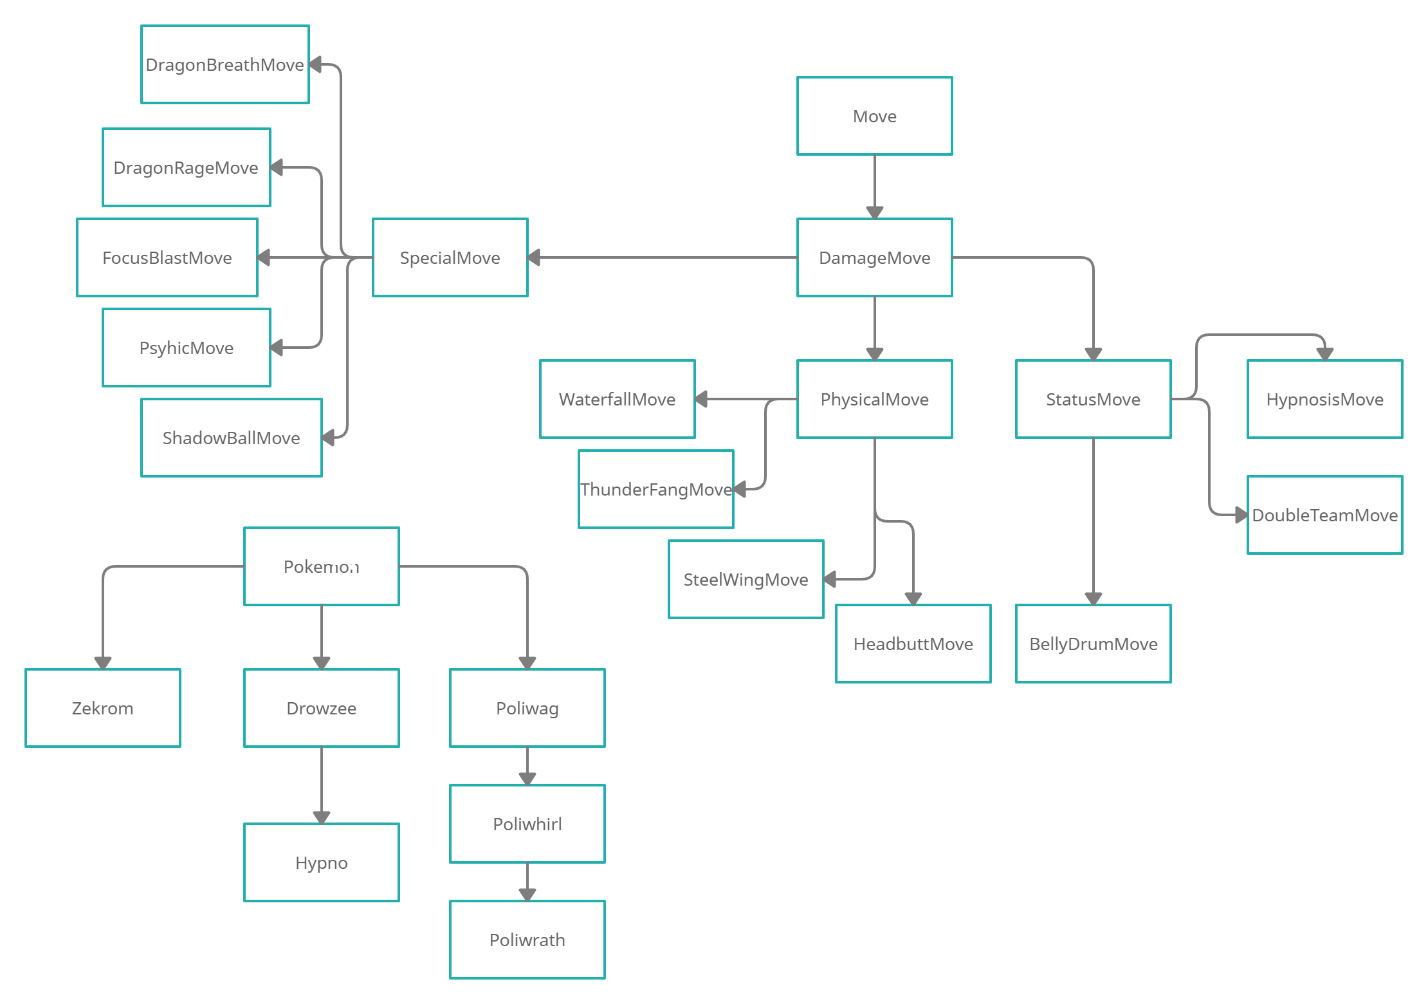 DragonBreathMove
Move
DragonRageMove
FocusBlastMove
SpecialMove
DamageMove
PsyhicMove
WaterfallMove
PhysicalMove
StatusMove
HypnosisMove
ShadowBallMove
ThunderFangMove
DoubleTeamMove
Pokemon
SteelWingMove
HeadbuttMove
BellyDrumMove
Zekrom
Drowzee
Poliwag
Poliwhirl
Hypno
Poliwrath